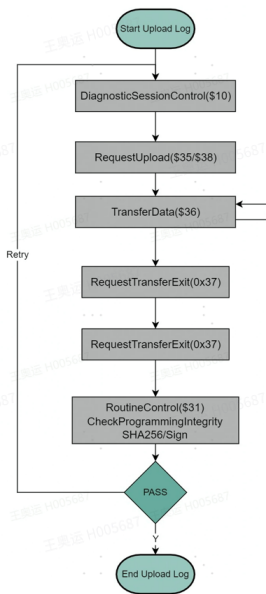 Start Upload Log
DiagnosticSessionControl($10)
RequestUpload($35/$38)
TransferData($36)
Retry
RequestTransferExit(0x37)
RequestTransferExit(0x37)
RoutineControl($31)
CheckProgrammingIntegrity
SHA256/Sign
PASS
Y
End Upload Log